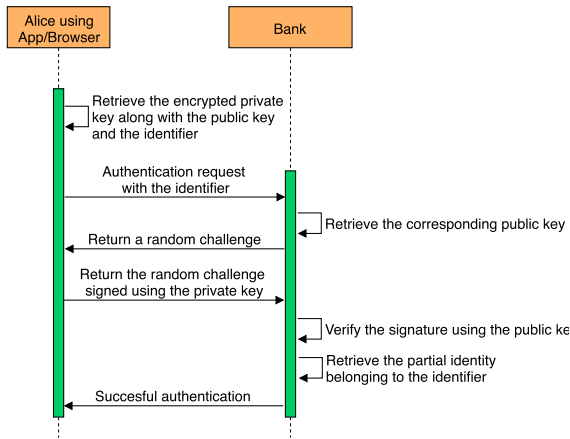 Alice using
App/Browser
Bank
Retrieve the encrypted private
key along with the public key
and the identifier
Authentication request
with the identifier
Retrieve the corresponding public key
Return a random challenge
Return the random challenge
signed using the private key
Verify the signature using the public ke
Retrieve the partial identity
belonging to the identifier
Succesful authentication